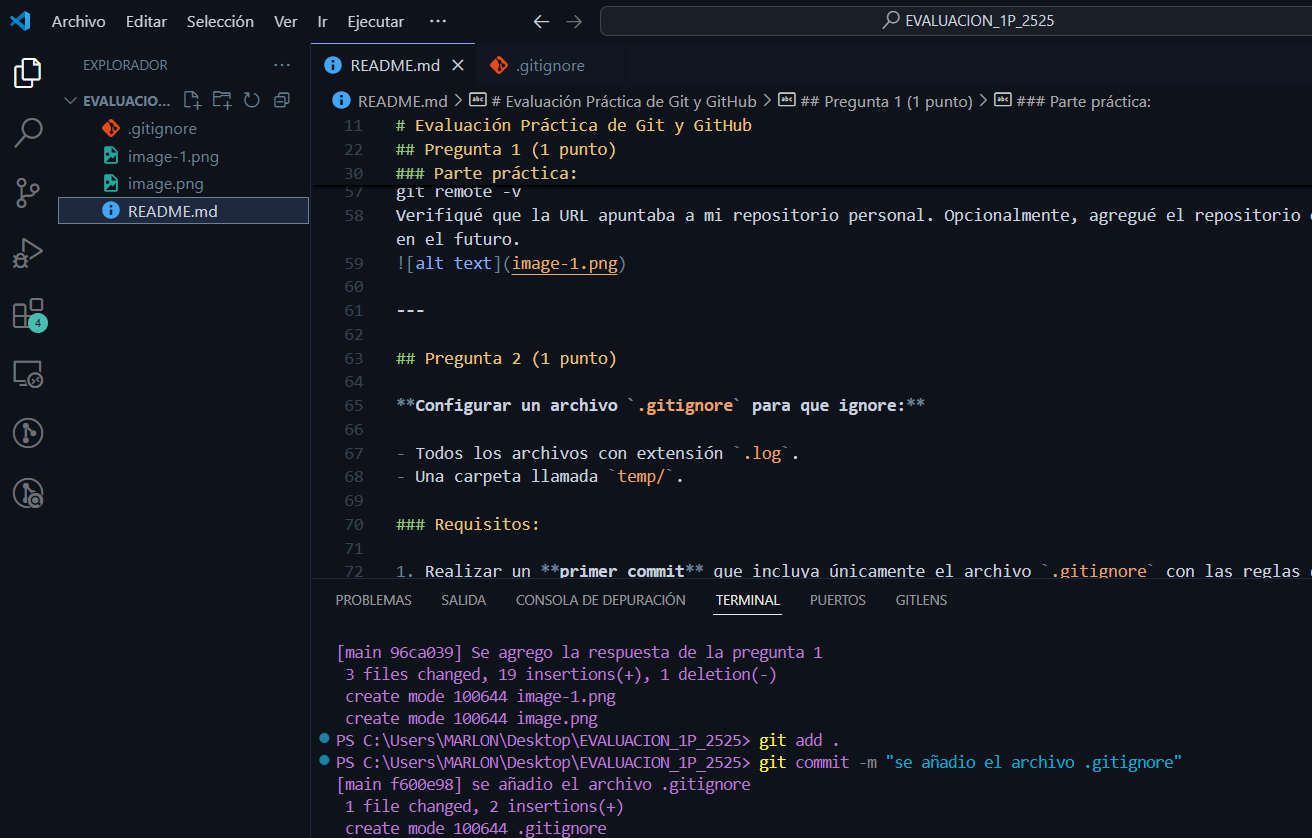 Archivo Editar Selección Ver Ir Ejecutar ··· EVALUACION_1P_2525
EXPLORADOR ···
EVALUACIO...
.gitignore
image-1.png
image.png
README.md
4
README.md .gitignore
README.md > # Evaluación Práctica de Git y GitHub > ## Pregunta 1 (1 punto) > ### Parte práctica:
11 # Evaluación Práctica de Git y GitHub
22 ## Pregunta 1 (1 punto)
30 ### Parte práctica:
57 git remote -v
58 Verifiqué que la URL apuntaba a mi repositorio personal. Opcionalmente, agregué el repositorio
en el futuro.
59 ![alt text](image-1.png)
60
61 ---
62
63 ## Pregunta 2 (1 punto)
64
65 **Configurar un archivo `.gitignore` para que ignore:**
66
67 - Todos los archivos con extensión `.log`.
68 - Una carpeta llamada `temp/`.
69
70 ### Requisitos:
71
72 1. Realizar un **primer commit** que incluya únicamente el archivo `.gitignore` con las reglas
PROBLEMAS SALIDA CONSOLA DE DEPURACIÓN TERMINAL PUERTOS GITLENS
[main 96ca039] Se agrego la respuesta de la pregunta 1
3 files changed, 19 insertions(+), 1 deletion(-)
create mode 100644 image-1.png
create mode 100644 image.png
PS C:\Users\MARLON\Desktop\EVALUACION_1P_2525> git add .
PS C:\Users\MARLON\Desktop\EVALUACION_1P_2525> git commit -m "se añadio el archivo .gitignore"
[main f600e98] se añadio el archivo .gitignore
1 file changed, 2 insertions(+)
create mode 100644 .gitignore